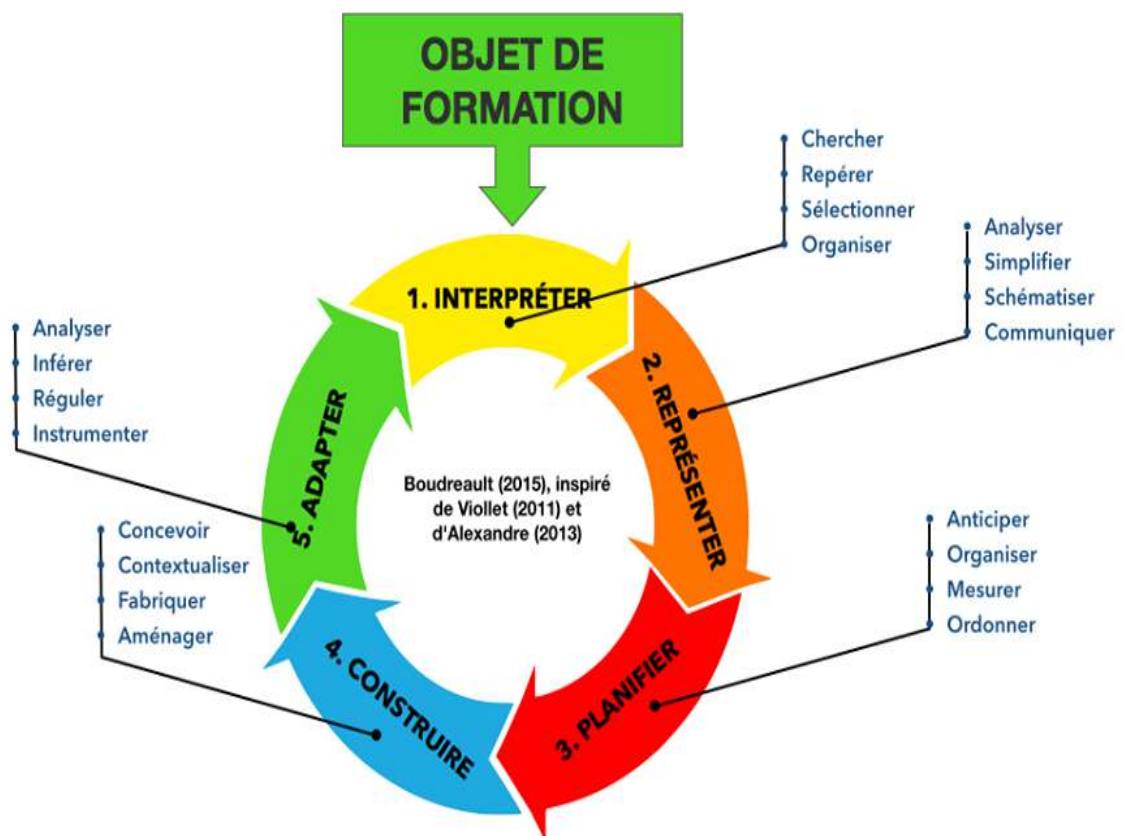 OBJET DE
FORMATION
1. INTERPRÉTER
Chercher
Repérer
Sélectionner
Organiser
2. REPRÉSENTER
Analyser
Simplifier
Schématiser
Communiquer
3. PLANIFIER
Anticiper
Organiser
Mesurer
Ordonner
4. CONSTRUIRE
Concevoir
Contextualiser
Fabriquer
Aménager
5. ADAPTER
Analyser
Inférer
Réguler
Instrumenter
Boudreault (2015), inspiré
de Viollet (2011) et
d'Alexandre (2013)